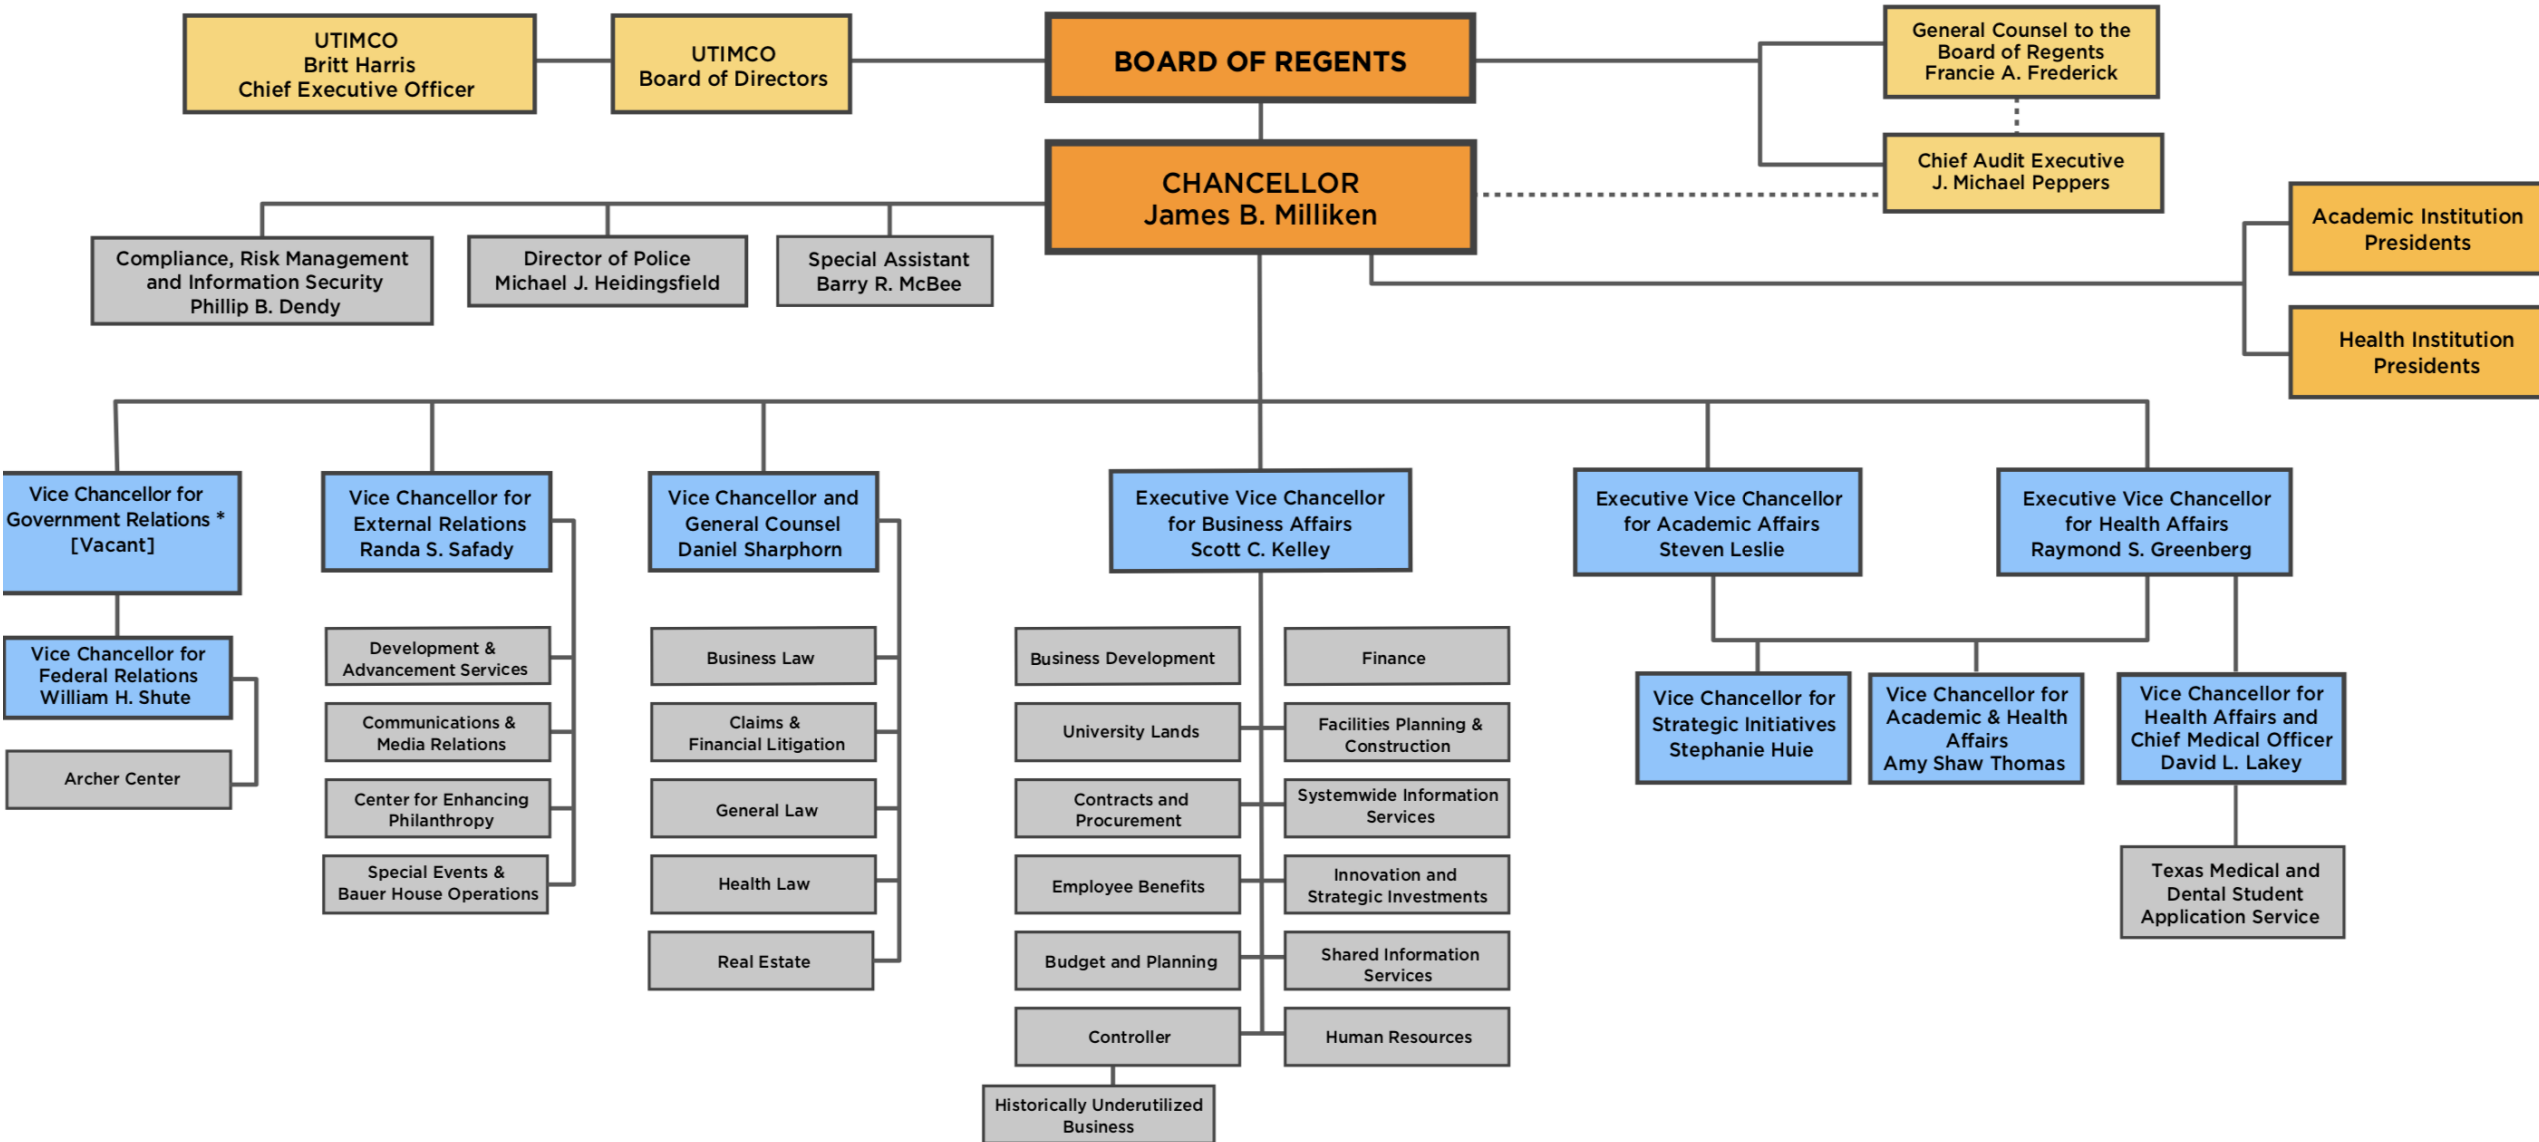 UTIMCO
Britt Harris
Chief Executive Officer
UTIMCO
Board of Directors
BOARD OF REGENTS
General Counsel to the
Board of Regents
Francie A. Frederick
Chief Audit Executive
J. Michael Peppers
CHANCELLOR
James B. Milliken
Academic Institution
Presidents
Health Institution
Presidents
Compliance, Risk Management
and Information Security
Phillip B. Dendy
Director of Police
Michael J. Heidingsfield
Special Assistant
Barry R. McBee
Vice Chancellor for
Government Relations *
[Vacant]
Vice Chancellor for
Federal Relations
William H. Shute
Archer Center
Vice Chancellor for
External Relations
Randa S. Safady
Development &
Advancement Services
Communications &
Media Relations
Center for Enhancing
Philanthropy
Special Events &
Bauer House Operations
Vice Chancellor and
General Counsel
Daniel Sharphorn
Business Law
Claims &
Financial Litigation
General Law
Health Law
Real Estate
Executive Vice Chancellor
for Business Affairs
Scott C. Kelley
Business Development
University Lands
Contracts and
Procurement
Employee Benefits
Budget and Planning
Controller
Historically Underutilized
Business
Finance
Facilities Planning &
Construction
Systemwide Information
Services
Innovation and
Strategic Investments
Shared Information
Services
Human Resources
Executive Vice Chancellor
for Academic Affairs
Steven Leslie
Executive Vice Chancellor
for Health Affairs
Raymond S. Greenberg
Vice Chancellor for
Strategic Initiatives
Stephanie Huie
Vice Chancellor for
Academic & Health
Affairs
Amy Shaw Thomas
Vice Chancellor for
Health Affairs and
Chief Medical Officer
David L. Lakey
Texas Medical and
Dental Student
Application Service